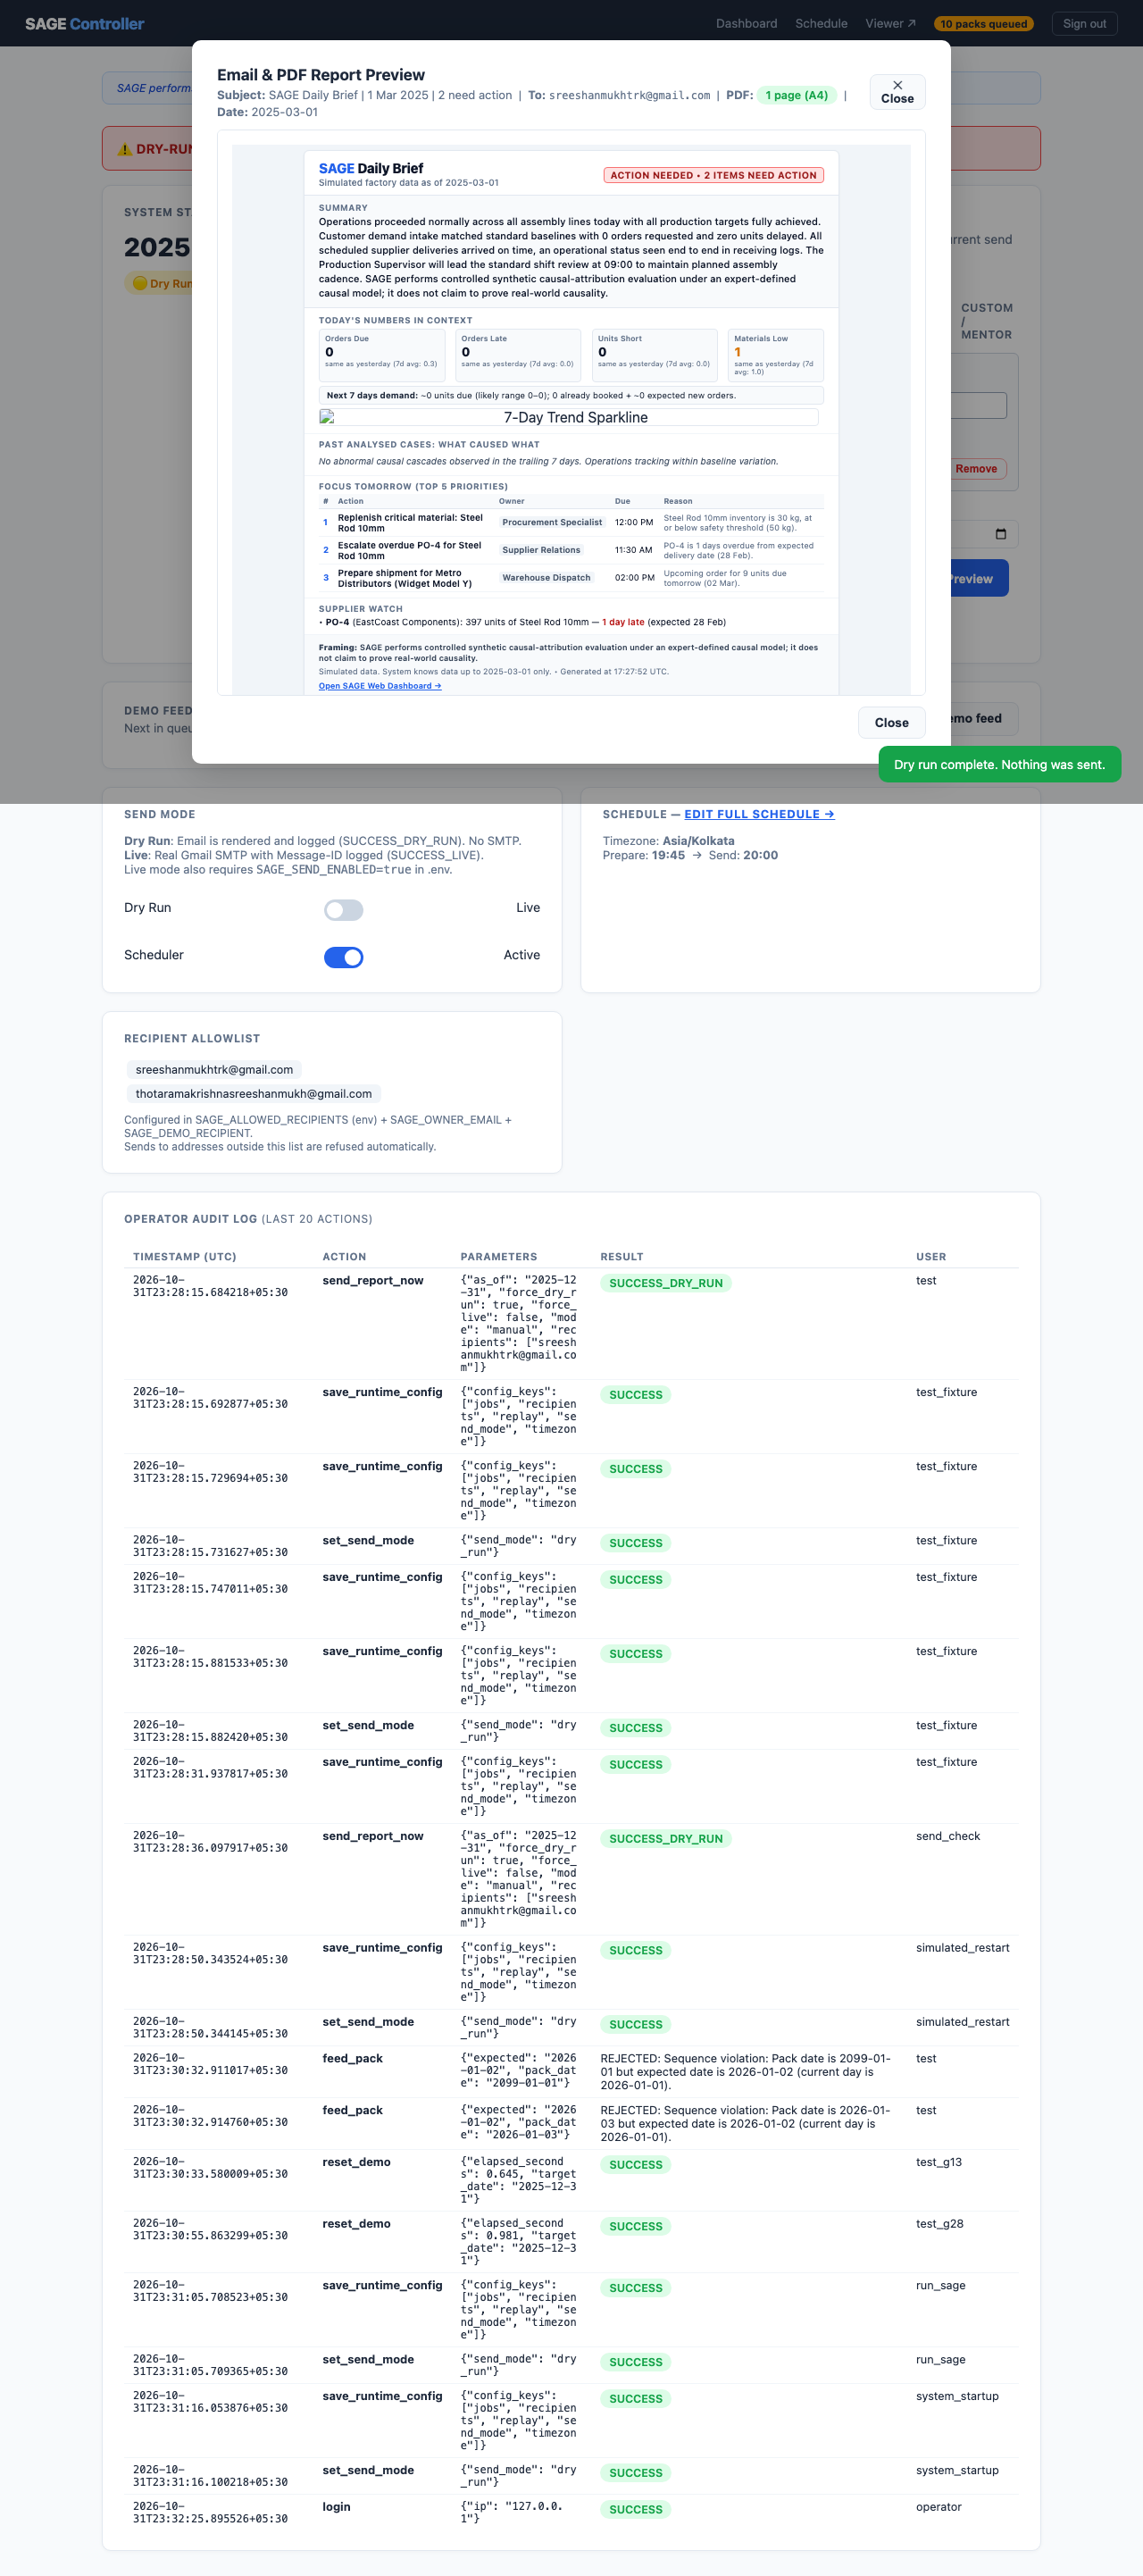 SAGE Controller
Dashboard Schedule Viewer ↗ 10 packs queued Sign out
SAGE perform
⚠ DRY-RUN
SYSTEM ST
2025
Dry Run
rrent send
CUSTOM
/
MENTOR
Remove
Preview
DEMO FEED
Next in queu
emo feed
Email & PDF Report Preview
Subject: SAGE Daily Brief | 1 Mar 2025 | 2 need action | To: sreeshanmukhtrk@gmail.com | PDF: 1 page (A4) |
Date: 2025-03-01
✕
Close
SAGE Daily Brief
Simulated factory data as of 2025-03-01
ACTION NEEDED • 2 ITEMS NEED ACTION
SUMMARY
Operations proceeded normally across all assembly lines today with all production targets fully achieved.
Customer demand intake matched standard baselines with 0 orders requested and zero units delayed. All
scheduled supplier deliveries arrived on time, an operational status seen end to end in receiving logs. The
Production Supervisor will lead the standard shift review at 09:00 to maintain planned assembly
cadence. SAGE performs controlled synthetic causal-attribution evaluation under an expert-defined
causal model; it does not claim to prove real-world causality.
TODAY'S NUMBERS IN CONTEXT
Orders Due
0
same as yesterday (7d avg: 0.3)
Orders Late
0
same as yesterday (7d avg: 0.0)
Units Short
0
same as yesterday (7d avg: 0.0)
Materials Low
1
same as yesterday (7d
avg: 1.0)
Next 7 days demand: ~0 units due (likely range 0–0); 0 already booked + ~0 expected new orders.
7-Day Trend Sparkline
PAST ANALYSED CASES: WHAT CAUSED WHAT
No abnormal causal cascades observed in the trailing 7 days. Operations tracking within baseline variation.
FOCUS TOMORROW (TOP 5 PRIORITIES)
# Action Owner Due Reason
1 Replenish critical material: Steel Rod 10mm Procurement Specialist 12:00 PM Steel Rod 10mm inventory is 30 kg, at or below safety threshold (50 kg).
2 Escalate overdue PO-4 for Steel Rod 10mm Supplier Relations 11:30 AM PO-4 is 1 days overdue from expected delivery date (28 Feb).
3 Prepare shipment for Metro Distributors (Widget Model Y) Warehouse Dispatch 02:00 PM Upcoming order for 9 units due tomorrow (02 Mar).
SUPPLIER WATCH
• PO-4 (EastCoast Components): 397 units of Steel Rod 10mm — 1 day late (expected 28 Feb)
Framing: SAGE performs controlled synthetic causal-attribution evaluation under an expert-defined causal model; it does
not claim to prove real-world causality.
Simulated data. System knows data up to 2025-03-01 only. • Generated at 17:27:52 UTC.
Open SAGE Web Dashboard →
Close
Dry run complete. Nothing was sent.
SEND MODE
Dry Run: Email is rendered and logged (SUCCESS_DRY_RUN). No SMTP.
Live: Real Gmail SMTP with Message-ID logged (SUCCESS_LIVE).
Live mode also requires SAGE_SEND_ENABLED=true in .env.
Dry Run Live
Scheduler Active
SCHEDULE — EDIT FULL SCHEDULE →
Timezone: Asia/Kolkata
Prepare: 19:45 → Send: 20:00
RECIPIENT ALLOWLIST
sreeshanmukhtrk@gmail.com
thotaramakrishnasreeshanmukh@gmail.com
Configured in SAGE_ALLOWED_RECIPIENTS (env) + SAGE_OWNER_EMAIL +
SAGE_DEMO_RECIPIENT.
Sends to addresses outside this list are refused automatically.
OPERATOR AUDIT LOG (LAST 20 ACTIONS)
TIMESTAMP (UTC) ACTION PARAMETERS RESULT USER
2026-10-31T23:28:15.684218+05:30 send_report_now {"as_of": "2025-12-31", "force_dry_run": true, "force_live": false, "mode": "manual", "recipients": ["sreeshanmukhtrk@gmail.com"]} SUCCESS_DRY_RUN test
2026-10-31T23:28:15.692877+05:30 save_runtime_config {"config_keys": ["jobs", "recipients", "replay", "send_mode", "timezone"]} SUCCESS test_fixture
2026-10-31T23:28:15.729694+05:30 save_runtime_config {"config_keys": ["jobs", "recipients", "replay", "send_mode", "timezone"]} SUCCESS test_fixture
2026-10-31T23:28:15.731627+05:30 set_send_mode {"send_mode": "dry_run"} SUCCESS test_fixture
2026-10-31T23:28:15.747011+05:30 save_runtime_config {"config_keys": ["jobs", "recipients", "replay", "send_mode", "timezone"]} SUCCESS test_fixture
2026-10-31T23:28:15.881533+05:30 save_runtime_config {"config_keys": ["jobs", "recipients", "replay", "send_mode", "timezone"]} SUCCESS test_fixture
2026-10-31T23:28:15.882420+05:30 set_send_mode {"send_mode": "dry_run"} SUCCESS test_fixture
2026-10-31T23:28:31.937817+05:30 save_runtime_config {"config_keys": ["jobs", "recipients", "replay", "send_mode", "timezone"]} SUCCESS test_fixture
2026-10-31T23:28:36.097917+05:30 send_report_now {"as_of": "2025-12-31", "force_dry_run": true, "force_live": false, "mode": "manual", "recipients": ["sreeshanmukhtrk@gmail.com"]} SUCCESS_DRY_RUN send_check
2026-10-31T23:28:50.343524+05:30 save_runtime_config {"config_keys": ["jobs", "recipients", "replay", "send_mode", "timezone"]} SUCCESS simulated_restart
2026-10-31T23:28:50.344145+05:30 set_send_mode {"send_mode": "dry_run"} SUCCESS simulated_restart
2026-10-31T23:30:32.911017+05:30 feed_pack {"expected": "2026-01-02", "pack_date": "2099-01-01"} REJECTED: Sequence violation: Pack date is 2099-01-01 but expected date is 2026-01-02 (current day is 2026-01-01). test
2026-10-31T23:30:32.914760+05:30 feed_pack {"expected": "2026-01-02", "pack_date": "2026-01-03"} REJECTED: Sequence violation: Pack date is 2026-01-03 but expected date is 2026-01-02 (current day is 2026-01-01). test
2026-10-31T23:30:33.580009+05:30 reset_demo {"elapsed_seconds": 0.645, "target_date": "2025-12-31"} SUCCESS test_g13
2026-10-31T23:30:55.863299+05:30 reset_demo {"elapsed_seconds": 0.981, "target_date": "2025-12-31"} SUCCESS test_g28
2026-10-31T23:31:05.708523+05:30 save_runtime_config {"config_keys": ["jobs", "recipients", "replay", "send_mode", "timezone"]} SUCCESS run_sage
2026-10-31T23:31:05.709365+05:30 set_send_mode {"send_mode": "dry_run"} SUCCESS run_sage
2026-10-31T23:31:16.053876+05:30 save_runtime_config {"config_keys": ["jobs", "recipients", "replay", "send_mode", "timezone"]} SUCCESS system_startup
2026-10-31T23:31:16.100218+05:30 set_send_mode {"send_mode": "dry_run"} SUCCESS system_startup
2026-10-31T23:32:25.895526+05:30 login {"ip": "127.0.0.1"} SUCCESS operator